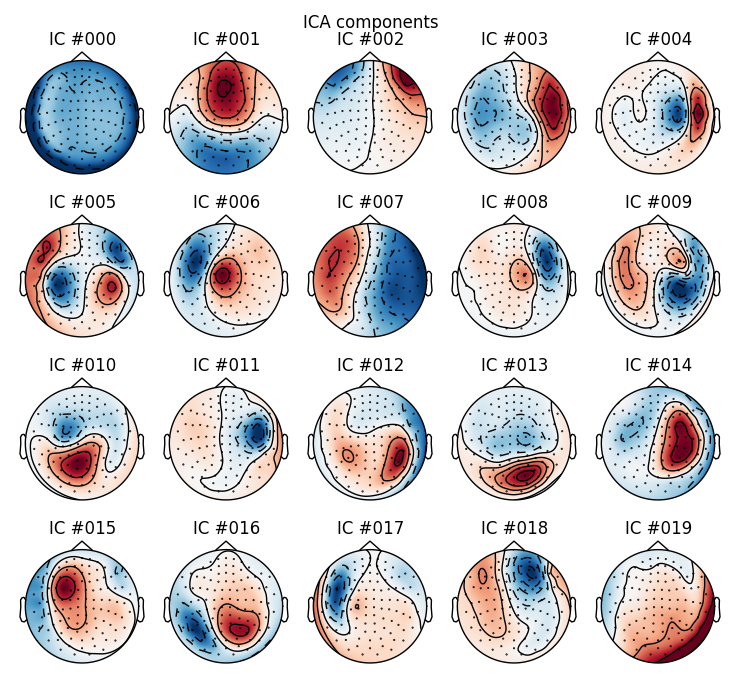 ICA components
IC #000 IC #001 IC #002 IC #003 IC #004
IC #005 IC #006 IC #007 IC #008 IC #009
IC #010 IC #011 IC #012 IC #013 IC #014
IC #015 IC #016 IC #017 IC #018 IC #019